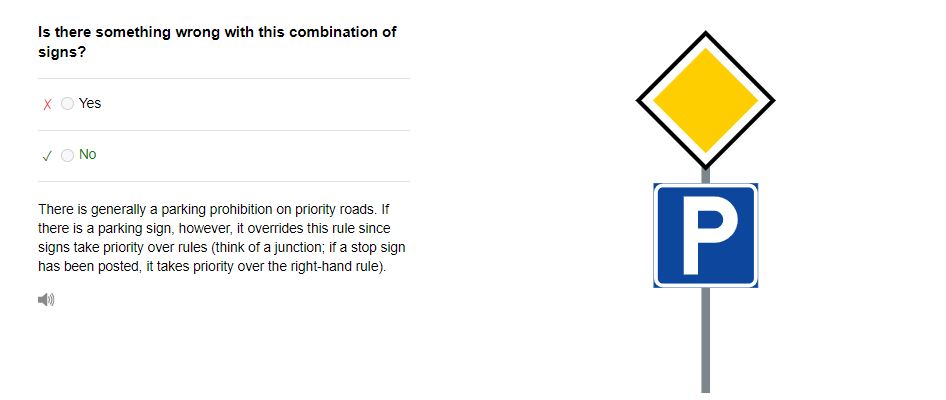 Is there something wrong with this combination of
signs?
X Yes
✓ No
There is generally a parking prohibition on priority roads. If
there is a parking sign, however, it overrides this rule since
signs take priority over rules (think of a junction; if a stop sign
has been posted, it takes priority over the right-hand rule).
P